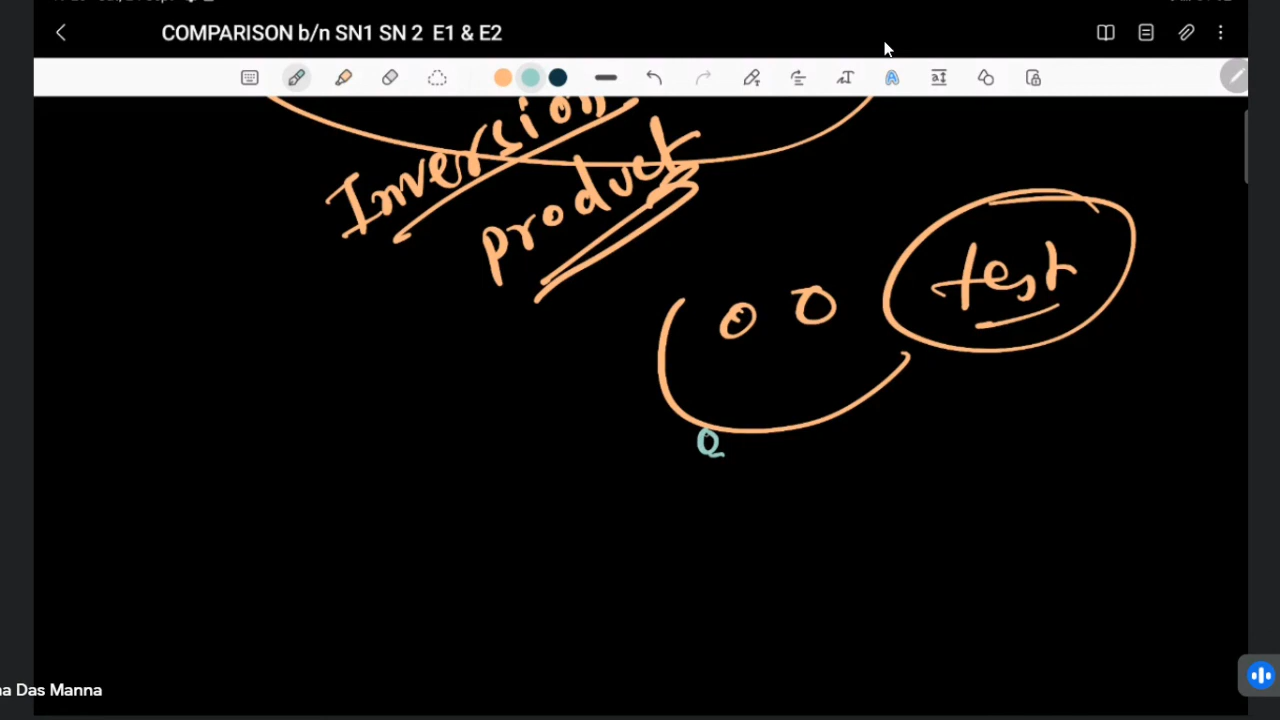 COMPARISON b/n SN1 SN 2 E1 & E2
Inversion
product
test
Q
Das Manna